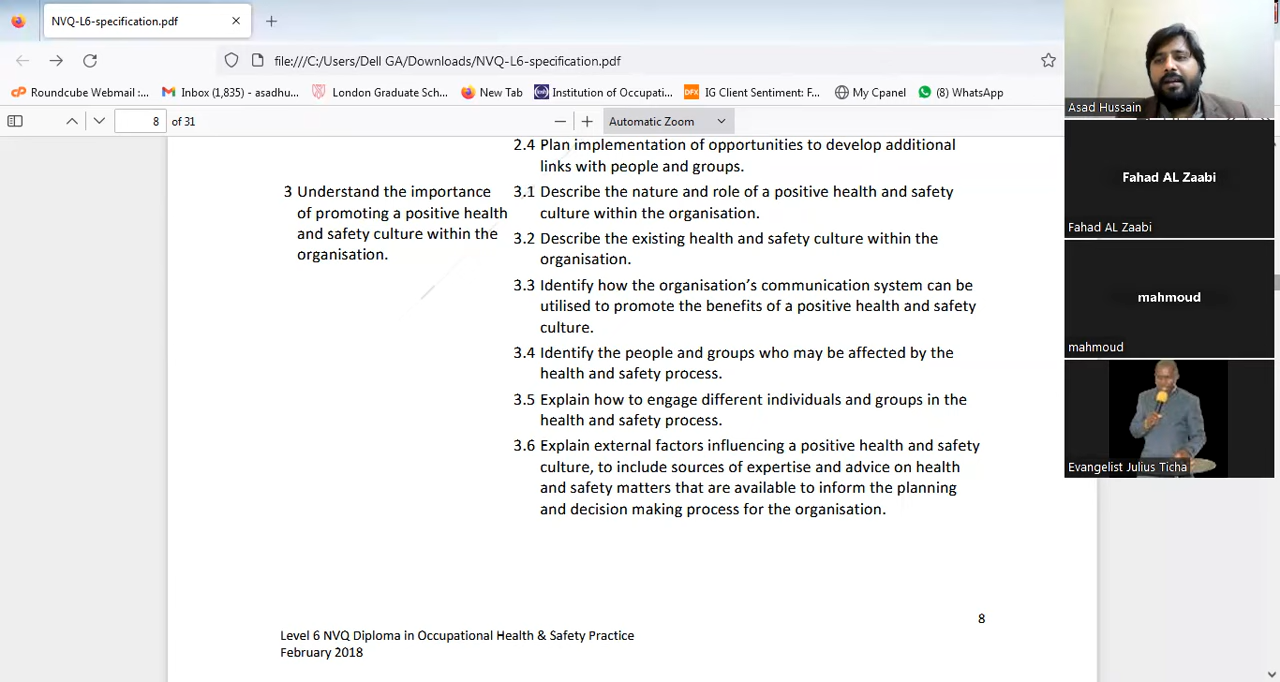 NVQ-L6-specification.pdf
file:///C:/Users/Dell GA/Downloads/NVQ-L6-specification.pdf
Roundcube Webmail :... Inbox (1,835) - asadhu... London Graduate Sch... New Tab Institution of Occupati... IG Client Sentiment: F... My Cpanel (8) WhatsApp
8 of 31 Automatic Zoom
2.4 Plan implementation of opportunities to develop additional
links with people and groups.
3 Understand the importance
of promoting a positive health
and safety culture within the
organisation.
3.1 Describe the nature and role of a positive health and safety
culture within the organisation.
3.2 Describe the existing health and safety culture within the
organisation.
3.3 Identify how the organisation’s communication system can be
utilised to promote the benefits of a positive health and safety
culture.
3.4 Identify the people and groups who may be affected by the
health and safety process.
3.5 Explain how to engage different individuals and groups in the
health and safety process.
3.6 Explain external factors influencing a positive health and safety
culture, to include sources of expertise and advice on health
and safety matters that are available to inform the planning
and decision making process for the organisation.
8
Level 6 NVQ Diploma in Occupational Health & Safety Practice
February 2018
Asad Hussain
Fahad AL Zaabi
Fahad AL Zaabi
mahmoud
mahmoud
Evangelist Julius Ticha